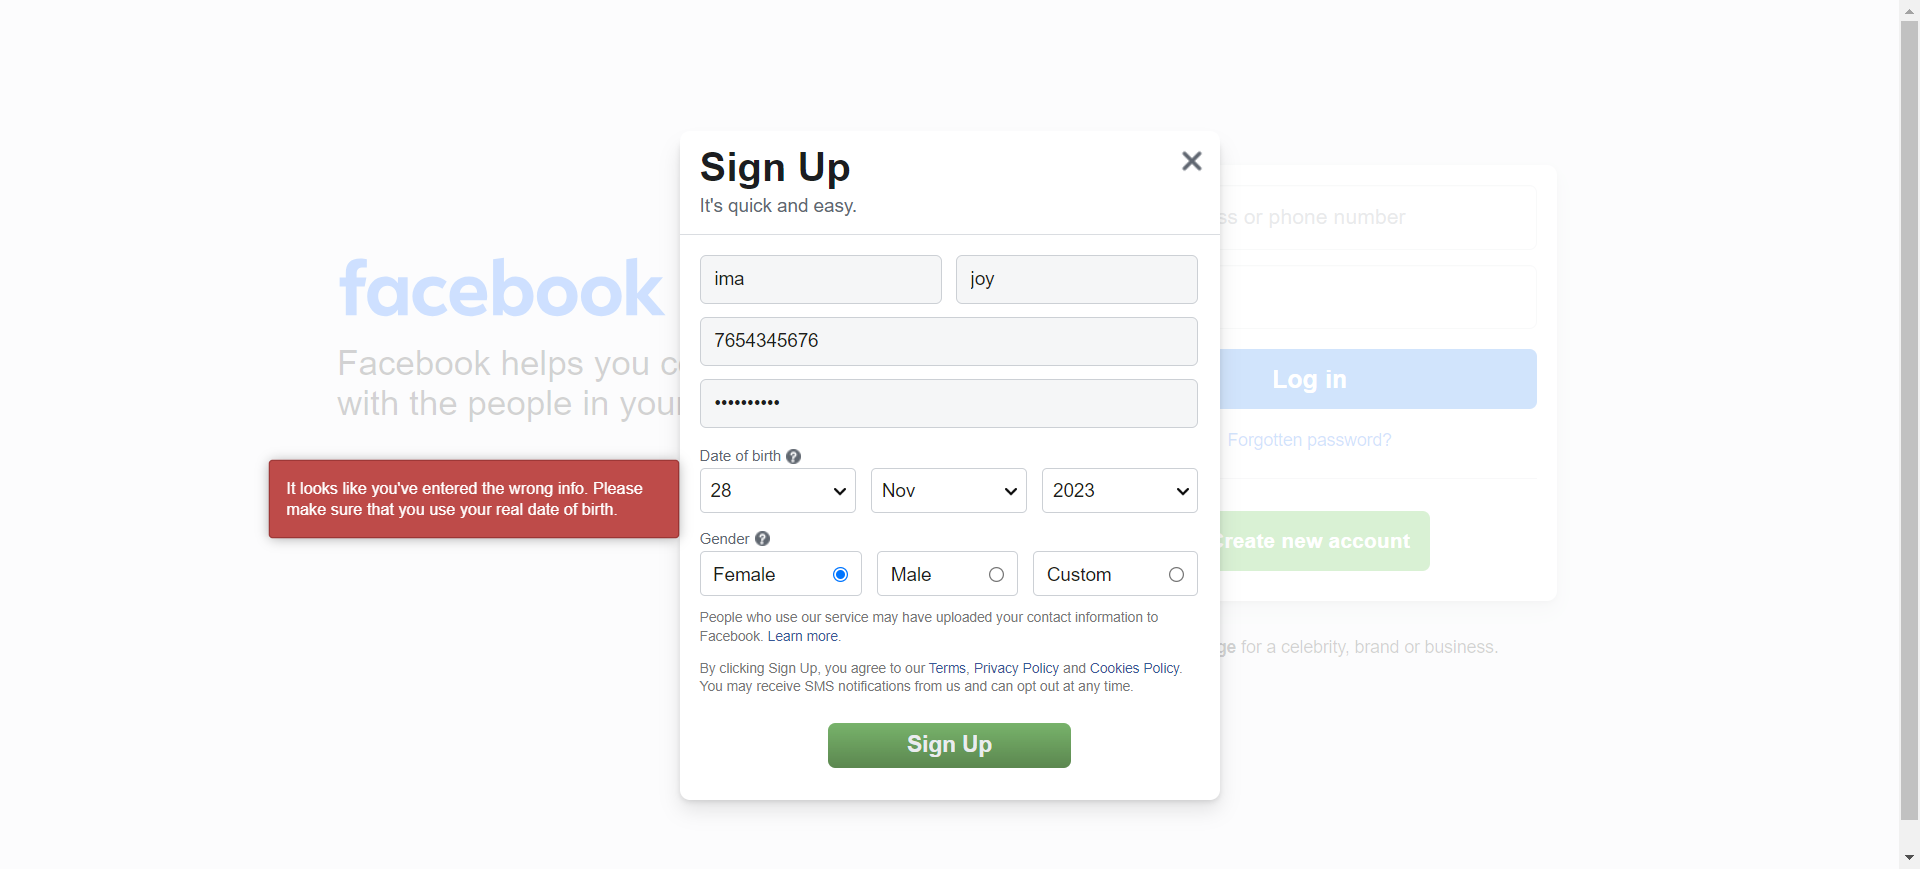 Sign Up
It's quick and easy.
ima
joy
7654345676
••••••••••
Date of birth ?
28
Nov
2023
Gender ?
Female
Male
Custom
People who use our service may have uploaded your contact information to
Facebook. Learn more.
By clicking Sign Up, you agree to our Terms, Privacy Policy and Cookies Policy.
You may receive SMS notifications from us and can opt out at any time.
Sign Up
facebook
Facebook helps you
with the people in your
It looks like you've entered the wrong info. Please
make sure that you use your real date of birth.
or phone number
Log in
Forgotten password?
Create new account
for a celebrity, brand or business.